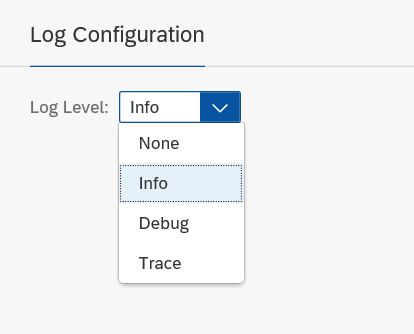 Log Configuration
Log Level: Info
None
Info
Debug
Trace